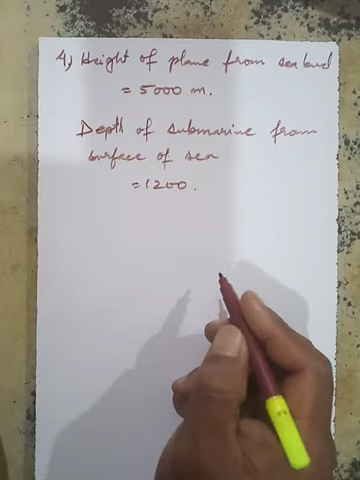 4) Height of plane from sea level
= 5000 m.
Depth of submarine from
surface of sea
= 1200.